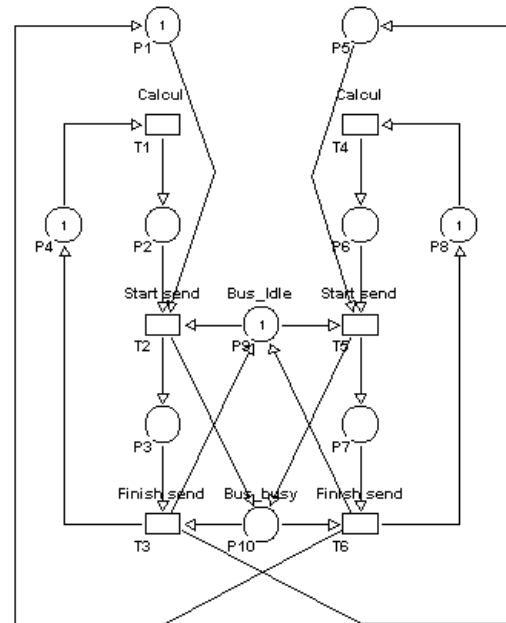 1
P1
P5
Calcul
Calcul
T1
T4
1
P4
P2
P6
1
P8
Start send
Bus_Idle
Start send
1
T2
P9
T5
P3
P7
Finish send
Bus_busy
Finish send
T3
P10
T6